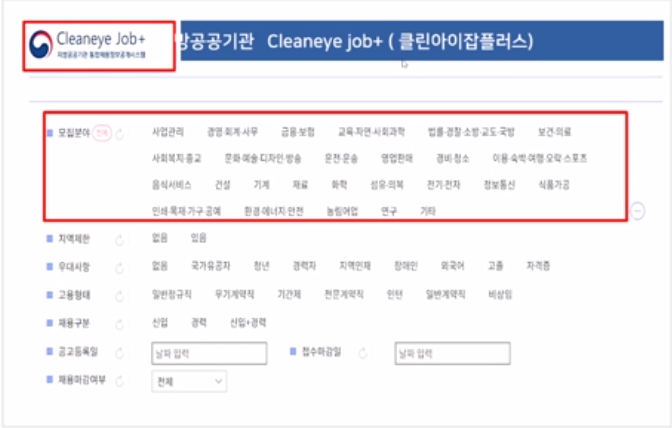 Cleaneye Job+
지방공공기관 통합채용정보공개시스템
방공공기관 Cleaneye job+ ( 클린아이잡플러스)
모집분야 전체 사업관리 경영·회계·사무 금융·보험 교육·자연·사회과학 법률·경찰·소방·교도·국방 보건·의료
사회복지·종교 문화·예술·디자인·방송 운전·운송 영업판매 경비·청소 이용·숙박·여행·오락·스포츠
음식서비스 건설 기계 재료 화학 섬유·의복 전기·전자 정보통신 식품가공
인쇄·목재·가구·공예 환경·에너지·안전 농림어업 연구 기타
지역제한 없음 있음
우대사항 없음 국가유공자 청년 경력자 지역인재 장애인 외국어 고졸 자격증
고용형태 일반정규직 무기계약직 기간제 전문계약직 인턴 일반계약직 비상임
채용구분 신입 경력 신입+경력
공고등록일 날짜 입력 접수마감일 날짜 입력
채용마감여부 전체